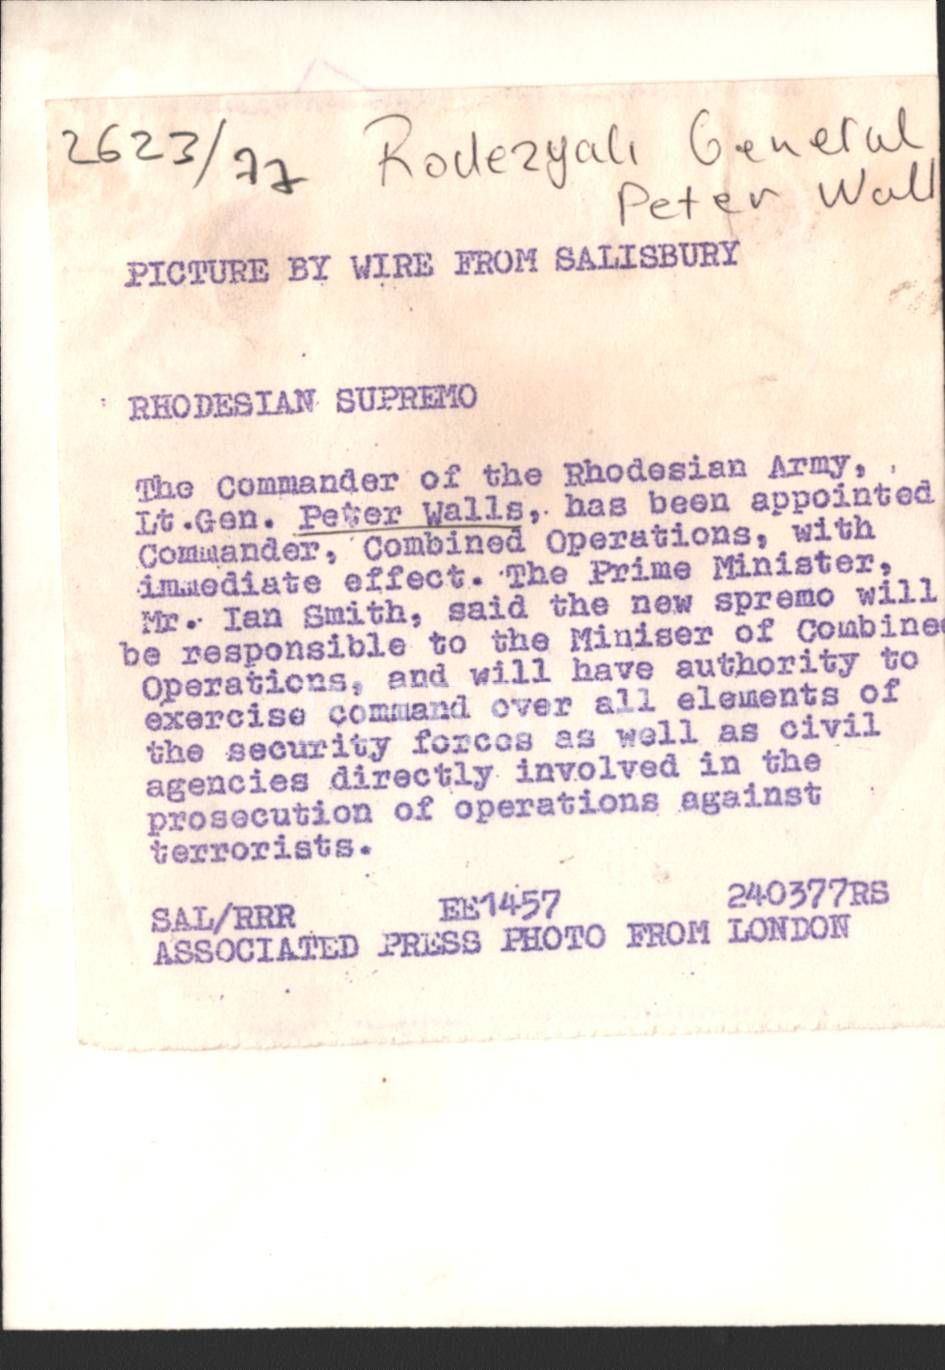 2623/77 Rodezyalı General
Peter Wall
PICTURE BY WIRE FROM SALISBURY
RHODESIAN SUPREMO
The Commander of the Rhodesian Army,
Lt.Gen. Peter Walls, has been appointed
Commander, Combined Operations, with
immediate effect. The Prime Minister,
Mr. Ian Smith, said the new spremo will
be responsible to the Miniser of Combine
Operations, and will have authority to
exercise command over all elements of
the security forces as well as civil
agencies directly involved in the
prosecution of operations against
terrorists.
SAL/RRR EE1457 240377RS
ASSOCIATED PRESS PHOTO FROM LONDON